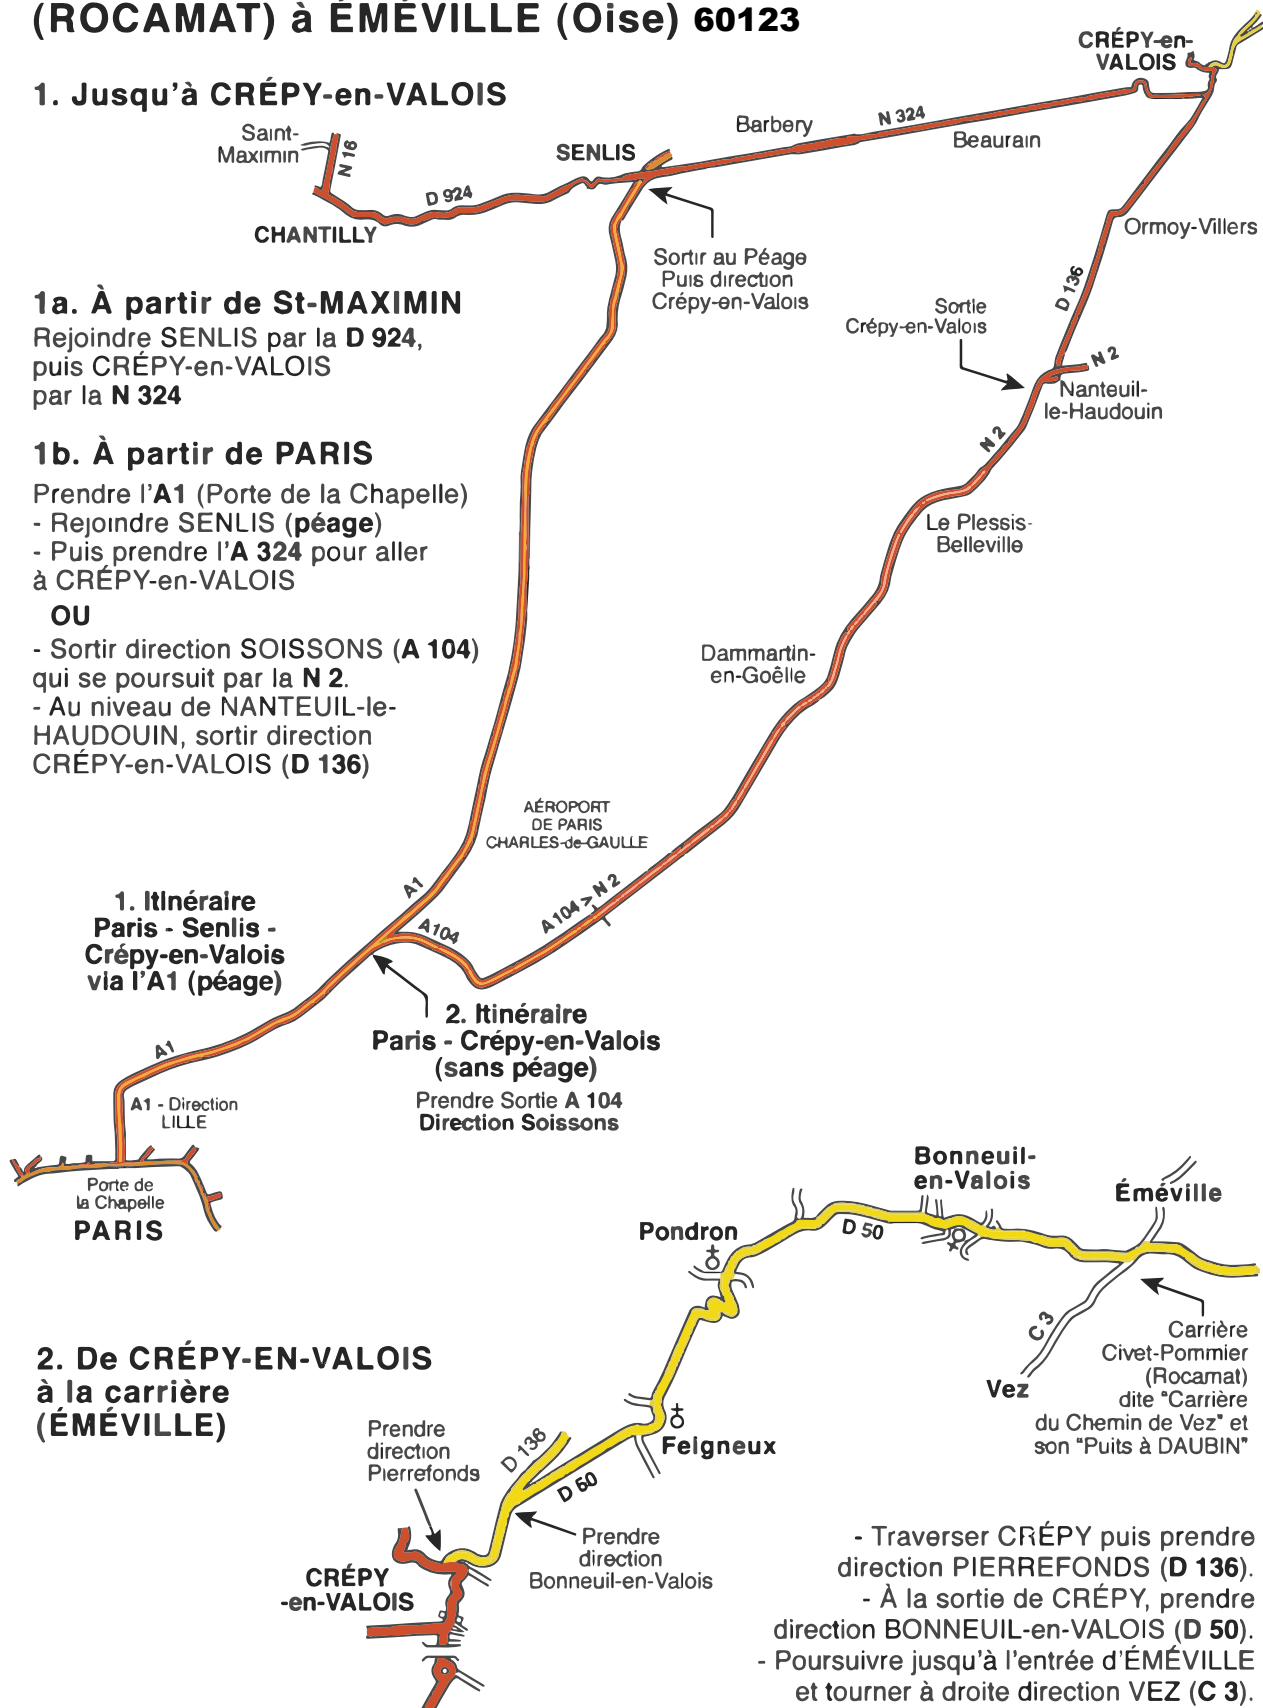 (ROCAMAT) à ÉMÉVILLE (Oise) 60123
1. Jusqu'à CRÉPY-en-VALOIS
CRÉPY-en-
VALOIS
Saint-
Maximin
N 16
D 924
CHANTILLY
SENLIS
Barbery
N 324
Beaurain
Ormoy-Villers
Sortir au Péage
Puis direction
Crépy-en-Valois
D 136
Sortie
Crépy-en-Valois
N 2
Nanteuil-
le-Haudouin
N 2
Le Plessis-
Belleville
Dammartin-
en-Goêlle
1a. À partir de St-MAXIMIN
Rejoindre SENLIS par la D 924,
puis CRÉPY-en-VALOIS
par la N 324
1b. À partir de PARIS
Prendre l'A1 (Porte de la Chapelle)
- Rejoindre SENLIS (péage)
- Puis prendre l'A 324 pour aller
à CRÉPY-en-VALOIS
OU
- Sortir direction SOISSONS (A 104)
qui se poursuit par la N 2.
- Au niveau de NANTEUIL-le-
HAUDOUIN, sortir direction
CRÉPY-en-VALOIS (D 136)
AÉROPORT
DE PARIS
CHARLES-de-GAULLE
A1
A104
A104 > N 2
1. Itinéraire
Paris - Senlis -
Crépy-en-Valois
via l'A1 (péage)
2. Itinéraire
Paris - Crépy-en-Valois
(sans péage)
Prendre Sortie A 104
Direction Soissons
A1
A1 - Direction
LILLE
Porte de
la Chapelle
PARIS
2. De CRÉPY-EN-VALOIS
à la carrière
(ÉMÉVILLE)
Bonneuil-
en-Valois
Éméville
Pondron
D 50
C 3
Vez
Carrière
Civet-Pommier
(Rocamat)
dite "Carrière
du Chemin de Vez" et
son "Puits à DAUBIN"
Feigneux
Prendre
direction
Pierrefonds
D 136
D 60
Prendre
direction
Bonneuil-en-Valois
CRÉPY
-en-VALOIS
- Traverser CRÉPY puis prendre
direction PIERREFONDS (D 136).
- À la sortie de CRÉPY, prendre
direction BONNEUIL-en-VALOIS (D 50).
- Poursuivre jusqu'à l'entrée d'ÉMÉVILLE
et tourner à droite direction VEZ (C 3).